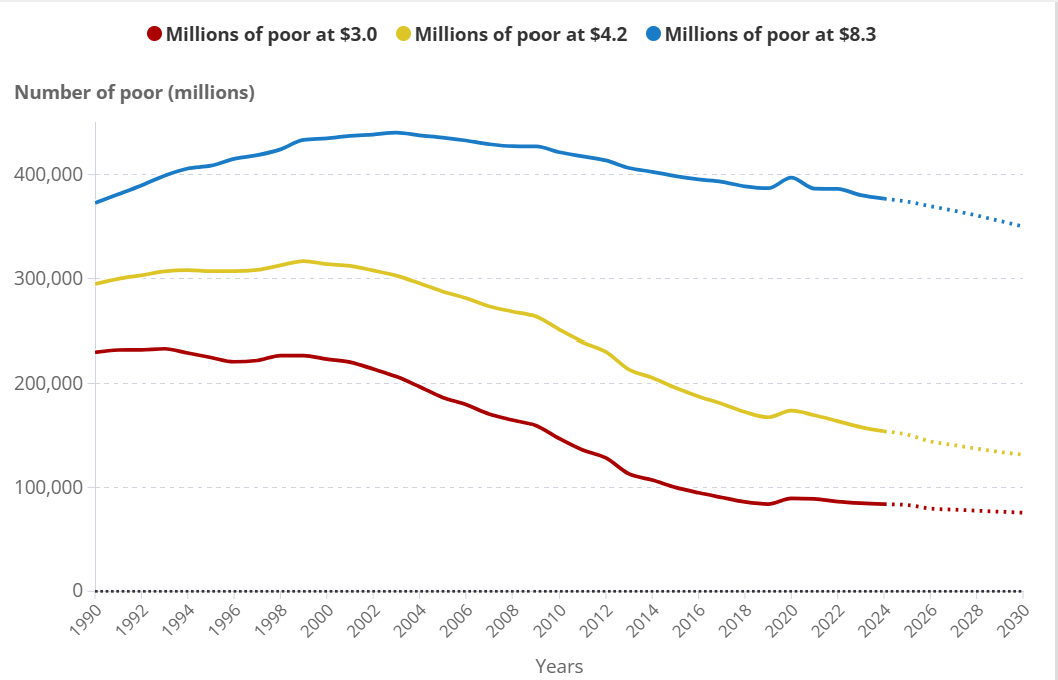 Millions of poor at $3.0 Millions of poor at $4.2 Millions of poor at $8.3
Number of poor (millions)
400,000
300,000
200,000
100,000
0
1990 1992 1994 1996 1998 2000 2002 2004 2006 2008 2010 2012 2014 2016 2018 2020 2022 2024 2026 2028 2030
Years